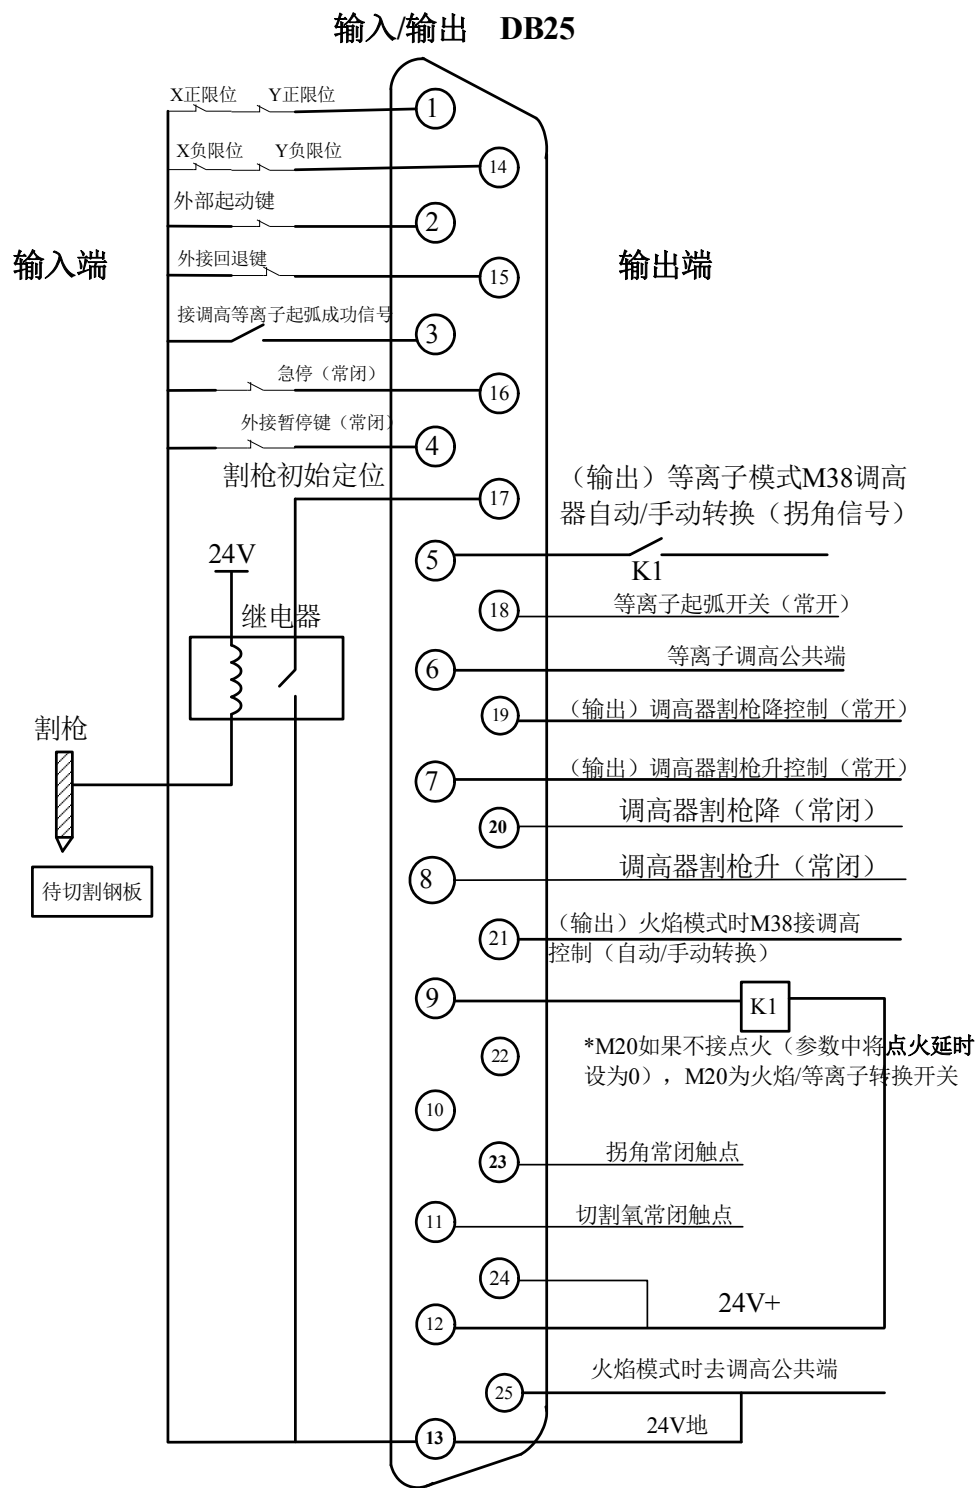 输入/输出 DB25
X正限位 Y正限位
1
X负限位 Y负限位
14
外部起动键
2
输入端
输出端
外接回退键
15
接调高等离子起弧成功信号
3
急停（常闭）
16
外接暂停键（常闭）
4
割枪初始定位
17
（输出）等离子模式M38调高
器自动/手动转换（拐角信号）
5
K1
24V
继电器
18
等离子起弧开关（常开）
6
等离子调高公共端
19
（输出）调高器割枪降控制（常开）
割枪
7
（输出）调高器割枪升控制（常开）
20
调高器割枪降（常闭）
8
调高器割枪升（常闭）
待切割钢板
21
（输出）火焰模式时M38接调高
控制（自动/手动转换）
9
K1
*M20如果不接点火（参数中将点火延时
设为0），M20为火焰/等离子转换开关
22
10
23
拐角常闭触点
11
切割氧常闭触点
24
24V+
12
火焰模式时去调高公共端
25
24V地
13